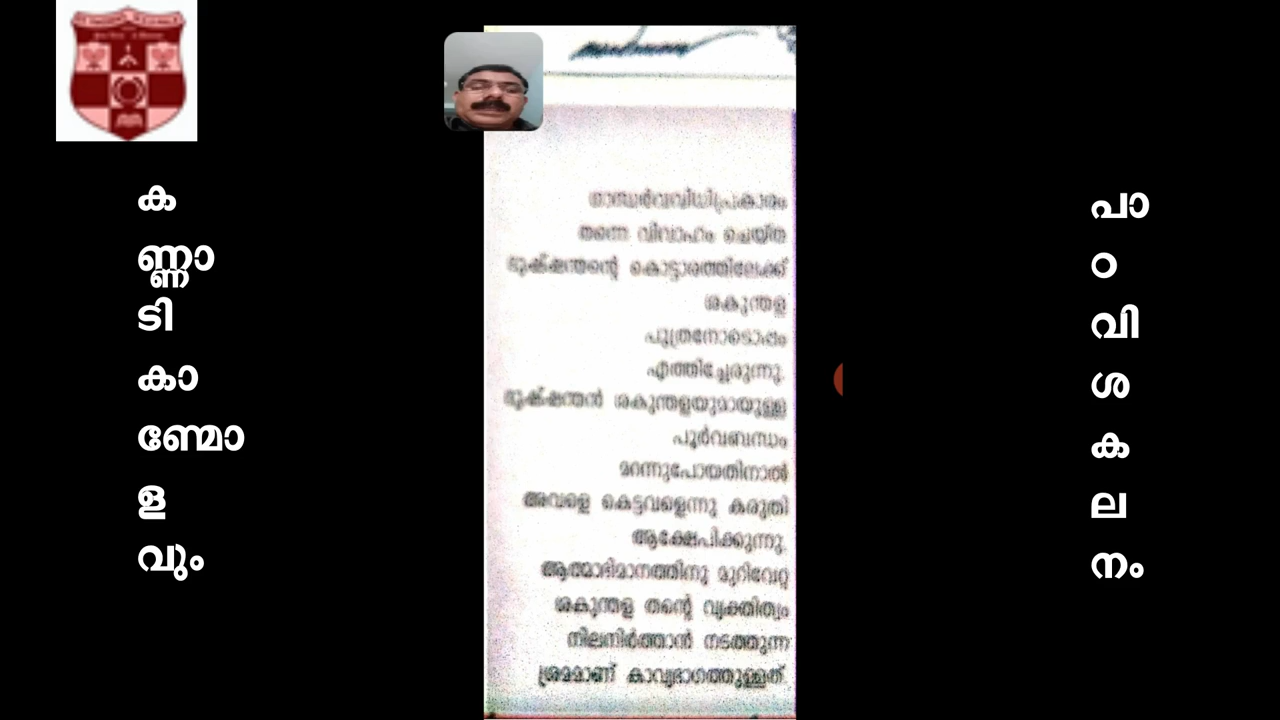 ക
ണ്ണാ
ടി
കാ
ണ്മോ
ള
വും
ഗാന്ധർവവിധിപ്രകാരം
തന്നെ വിവാഹം ചെയ്ത
ദുഷ്ഷന്തന്റെ കൊട്ടാരത്തിലേക്ക്
ശകുന്തള
പുത്രനോടൊപ്പം
എത്തിച്ചേരുന്നു.
ദുഷ്ഷന്തൻ ശകുന്തളയുമായുള്ള
പൂർവബന്ധം
മറന്നുപോയതിനാൽ
അവളെ കെട്ടവളെന്നു കരുതി
ആക്ഷേപിക്കുന്നു.
ആത്മാഭിമാനത്തിനു മുറിവേറ്റ
ശകുന്തള തന്റെ വ്യക്തിത്വം
നിലനിർത്താൻ നടത്തുന്ന
ശ്രമമാണ് കാവ്യഭാഗത്തുള്ളത്.
പാ
ഠ
വി
ശ
ക
ല
നം